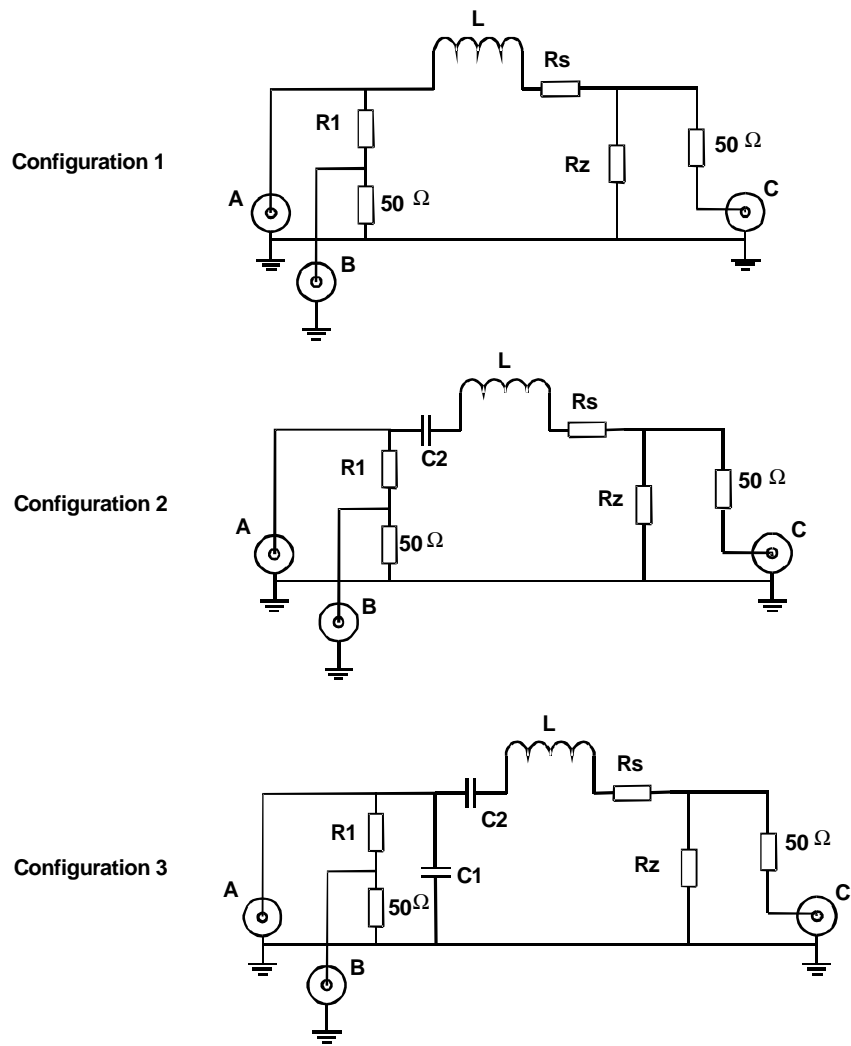 L
Rs
R1
50 Ω
Configuration 1
Rz
C
A
50 Ω
B
L
Rs
C2
R1
50 Ω
Configuration 2
Rz
A
C
50 Ω
B
L
Rs
C2
R1
50 Ω
Configuration 3
Rz
C1
A
C
50Ω
B